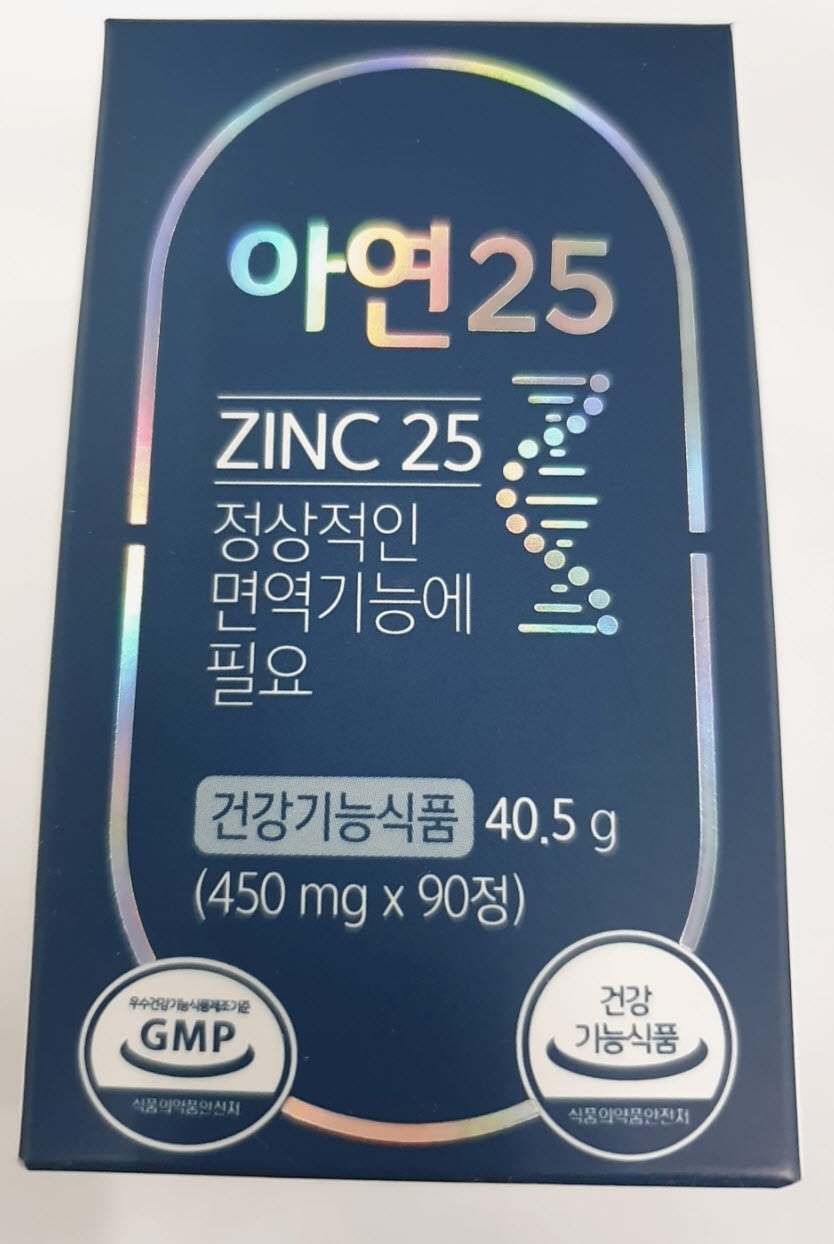 아연25
ZINC 25
정상적인
면역기능에
필요
건강기능식품 40.5 g
(450 mg x 90정)
우수건강기능식품제조기준
GMP
식품의약품안전처
건강
기능식품
식품의약품안전처